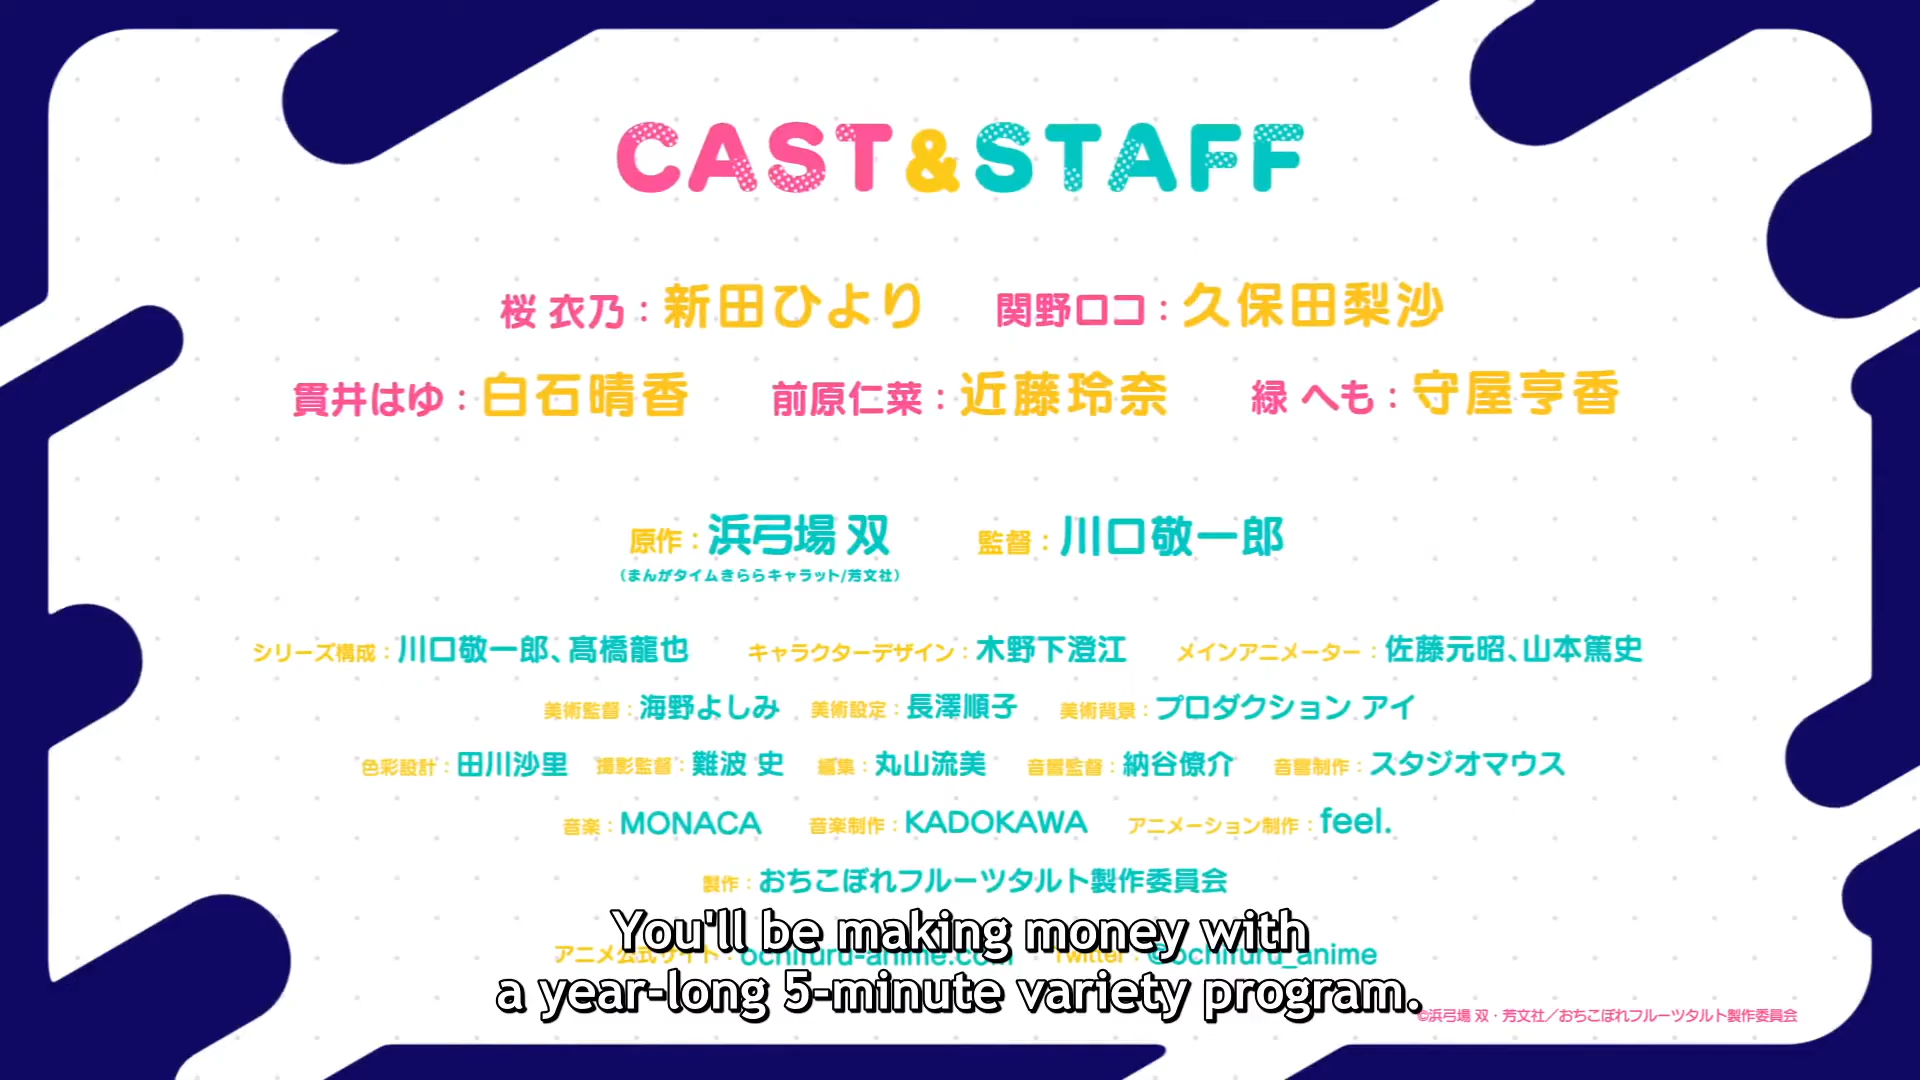 CAST&STAFF
桜 衣乃：新田ひより　関野ロコ：久保田梨沙
貫井はゆ：白石晴香　前原仁菜：近藤玲奈　緑 へも：守屋亨香
原作：浜弓場 双　監督：川口敬一郎
（まんがタイムきららキャラット/芳文社）
シリーズ構成：川口敬一郎、髙橋龍也　キャラクターデザイン：木野下澄江　メインアニメーター：佐藤元昭、山本篤史
美術監督：海野よしみ　美術設定：長澤順子　美術背景：プロダクション アイ
色彩設計：田川沙里　撮影監督：難波 史　編集：丸山流美　音響監督：納谷僚介　音響制作：スタジオマウス
音楽：MONACA　音楽制作：KADOKAWA　アニメーション制作：feel.
製作：おちこぼれフルーツタルト製作委員会
アニメ公式サイト：ochifuru-anime.com　Twitter：@ochifuru_anime
You'll be making money with
a year-long 5-minute variety program.
©浜弓場 双・芳文社／おちこぼれフルーツタルト製作委員会